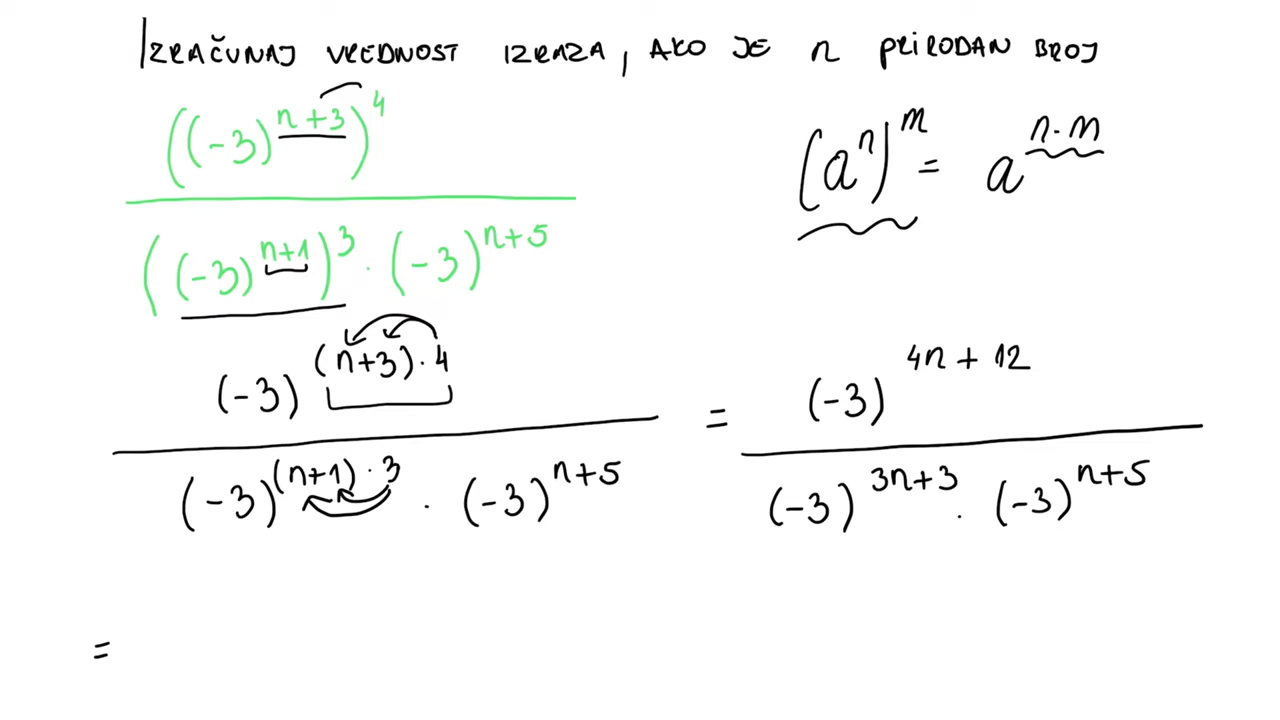 IZRAČUNAJ VREDNOST IZRAZA, AKO JE n PRIRODAN BROJ
((-3)^{n+3})^4
((-3)^{n+1})^3 · (-3)^{n+5}
(a^n)^m = a^{n·m}
(-3)^{(n+3)·4}
(-3)^{(n+1)·3} · (-3)^{n+5}
= (-3)^{4n+12}
(-3)^{3n+3} · (-3)^{n+5}
=